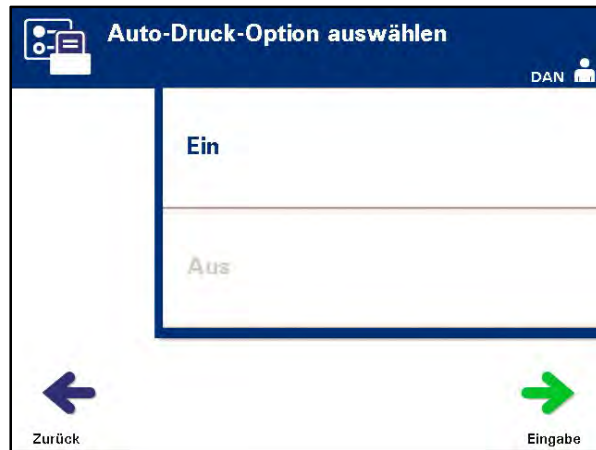 Auto-Druck-Option auswählen
DAN
Ein
Aus
Zurück
Eingabe